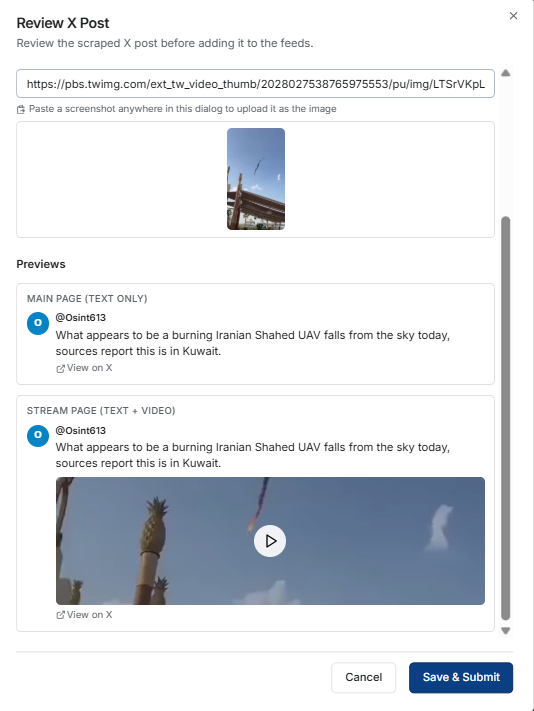 Review X Post
Review the scraped X post before adding it to the feeds.
https://pbs.twimg.com/ext_tw_video_thumb/2028027538765975553/pu/img/LTSrVKpL
Paste a screenshot anywhere in this dialog to upload it as the image
Previews
MAIN PAGE (TEXT ONLY)
O
@Osint613
What appears to be a burning Iranian Shahed UAV falls from the sky today,
sources report this is in Kuwait.
View on X
STREAM PAGE (TEXT + VIDEO)
O
@Osint613
What appears to be a burning Iranian Shahed UAV falls from the sky today,
sources report this is in Kuwait.
View on X
Cancel
Save & Submit